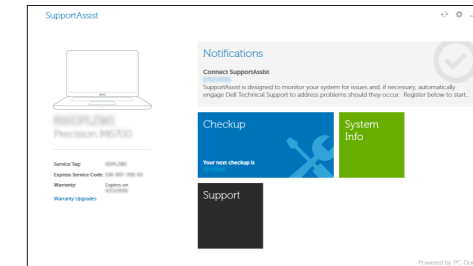 SupportAssist
Notifications
Connect SupportAssist
SupportAssist is designed to monitor your system for issues and, if necessary, automatically
engage Dell Technical Support to address problems should they occur. Register below to start...
Precision M6700
Checkup
System
Info
Your next checkup is
Service Tag:
Express Service Code:
Warranty: Expires on
Warranty Upgrades
Support
Powered by PC-Do